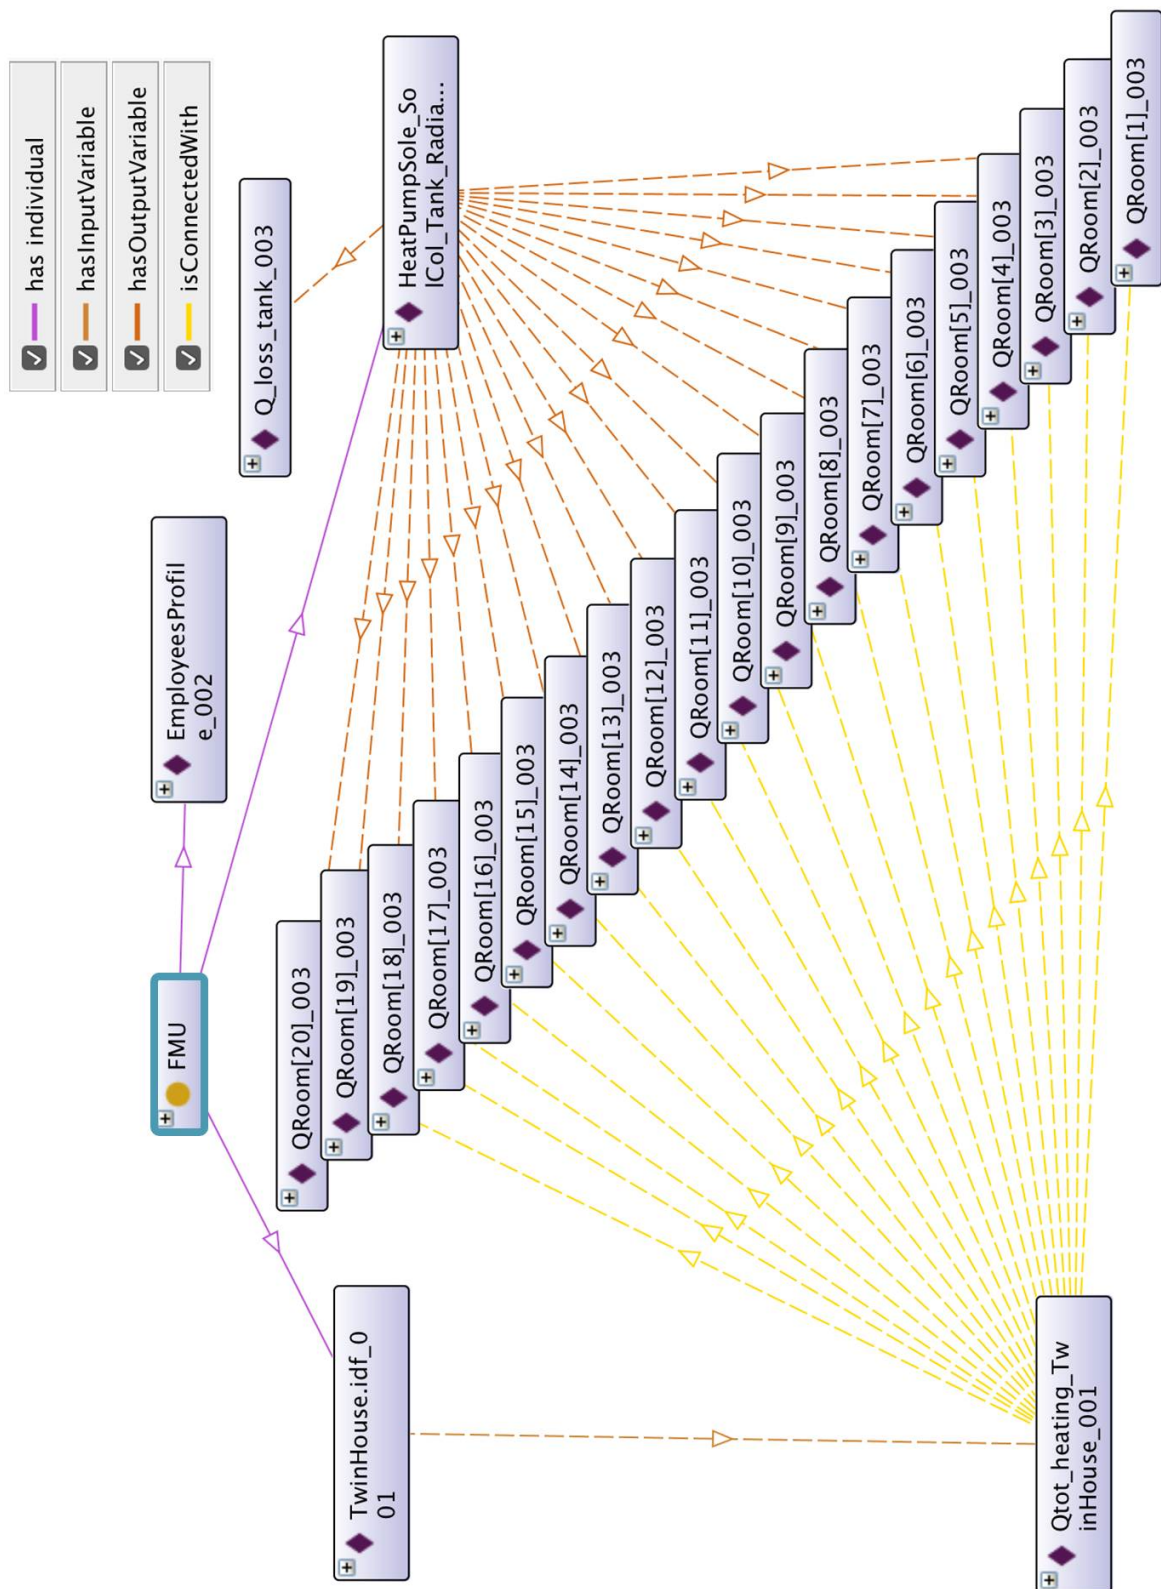 has individual
hasInputVariable
hasOutputVariable
isConnectedWith
Q_loss_tank_003
HeatPumpSole_So
lCol_Tank_Radia...
EmployeesProfil
e_002
FMU
TwinHouse.idf_0
01
QRoom[20]_003
QRoom[19]_003
QRoom[18]_003
QRoom[17]_003
QRoom[16]_003
QRoom[15]_003
QRoom[14]_003
QRoom[13]_003
QRoom[12]_003
QRoom[11]_003
QRoom[10]_003
QRoom[9]_003
QRoom[8]_003
QRoom[7]_003
QRoom[6]_003
QRoom[5]_003
QRoom[4]_003
QRoom[3]_003
QRoom[2]_003
QRoom[1]_003
Qtot_heating_Tw
inHouse_001